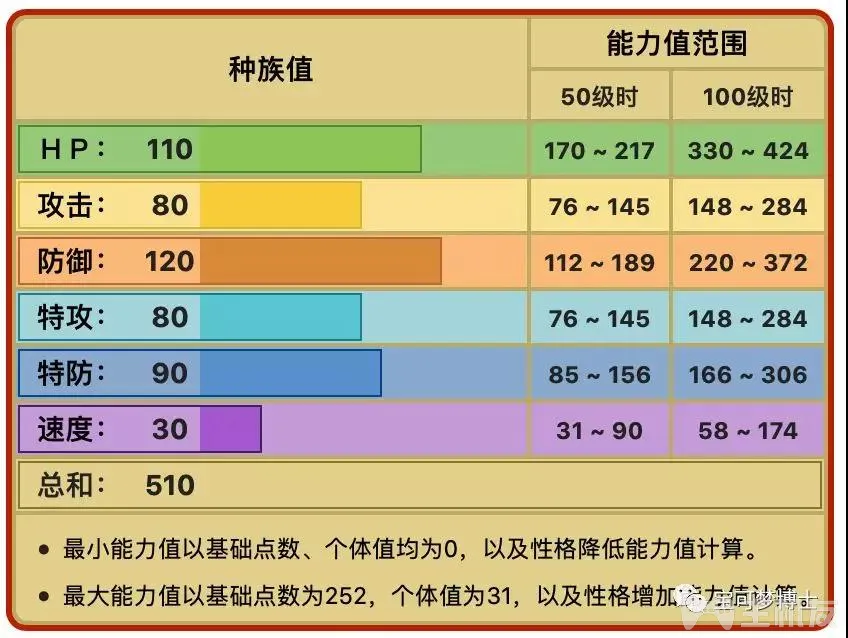 种族值
能力值范围
50级时 100级时
HP: 110 170 ~ 217 330 ~ 424
攻击: 80 76 ~ 145 148 ~ 284
防御: 120 112 ~ 189 220 ~ 372
特攻: 80 76 ~ 145 148 ~ 284
特防: 90 85 ~ 156 166 ~ 306
速度: 30 31 ~ 90 58 ~ 174
总和: 510
• 最小能力值以基础点数、个体值均为0，以及性格降低能力值计算。
• 最大能力值以基础点数为252，个体值为31，以及性格增加能力值计算
宝可梦博士